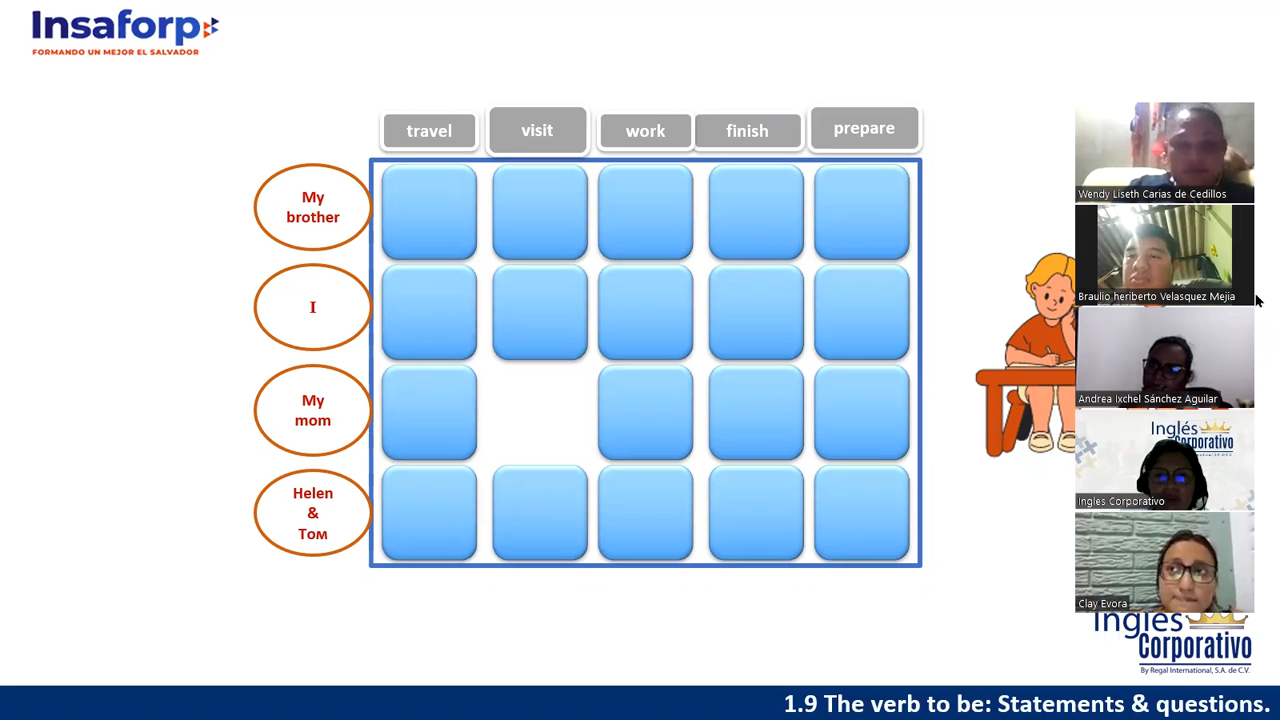 Insaforp
FORMANDO UN MEJOR EL SALVADOR
travel
visit
work
finish
prepare
My
brother
I
My
mom
Helen
&
Tom
Wendy Liseth Carias de Cedillos
Braulio heriberto Velasquez Mejia
Andrea Ixchel Sánchez Aguilar
Inglés
Corporativo
Ingles Corporativo
Clay Evora
Inglés
Corporativo
By Regal International, S.A. de C.V.
1.9 The verb to be: Statements & questions.